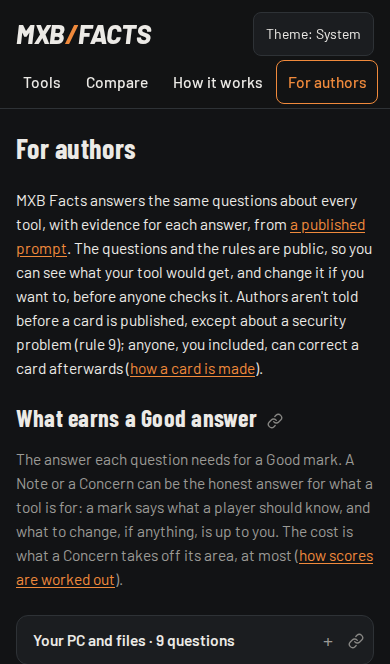 MXB/FACTS
Theme: System
Tools Compare How it works For authors
For authors
MXB Facts answers the same questions about every
tool, with evidence for each answer, from a published
prompt. The questions and the rules are public, so you
can see what your tool would get, and change it if you
want to, before anyone checks it. Authors aren't told
before a card is published, except about a security
problem (rule 9); anyone, you included, can correct a
card afterwards (how a card is made).
What earns a Good answer
The answer each question needs for a Good mark. A
Note or a Concern can be the honest answer for what a
tool is for: a mark says what a player should know, and
what to change, if anything, is up to you. The cost is
what a Concern takes off its area, at most (how scores
are worked out).
Your PC and files · 9 questions +